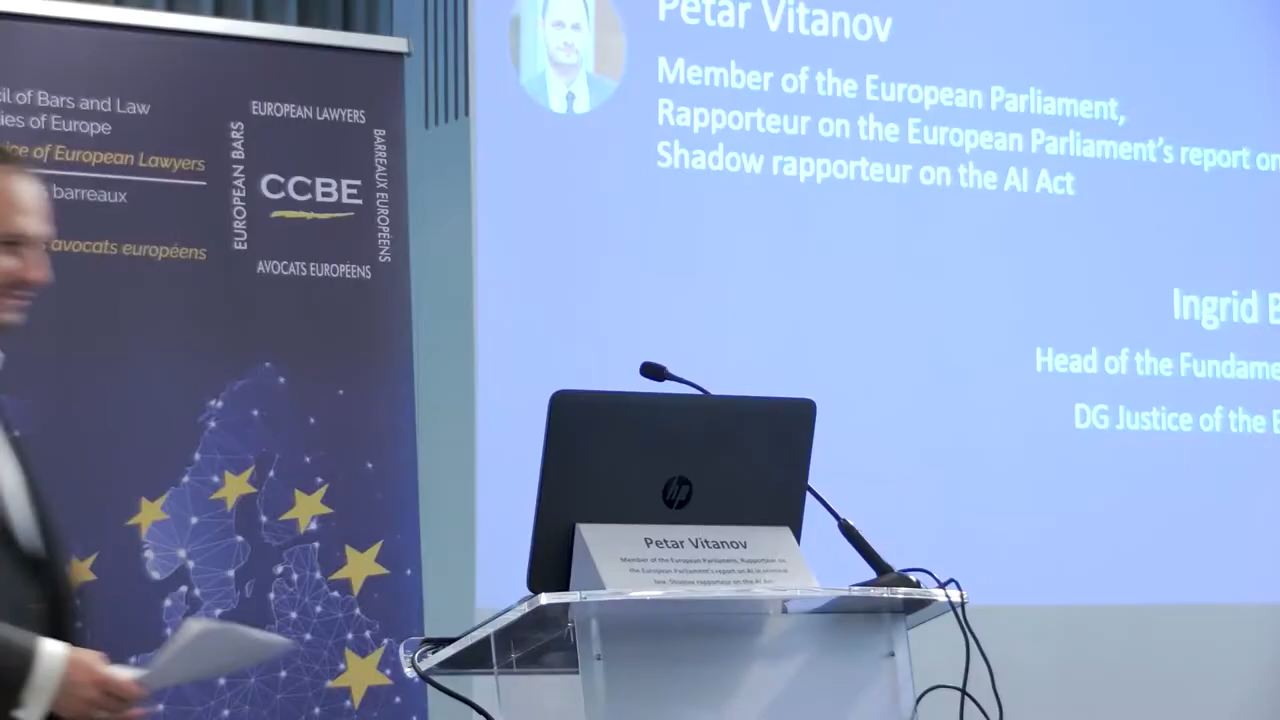 il of Bars and Law
ies of Europe
ice of European Lawyers
barreaux
avocats européens
EUROPEAN LAWYERS
EUROPEAN BARS
CCBE
BARREAUX EUROPÉENS
AVOCATS EUROPÉENS
Petar Vitanov
Member of the European Parliament,
Rapporteur on the European Parliament's report on
Shadow rapporteur on the AI Act
Ingrid B
Head of the Fundame
DG Justice of the E
hp
Petar Vitanov
Member of the European Parliament, Rapporteur on
the European Parliament's report on AI in criminal
law, Shadow rapporteur on the AI Act